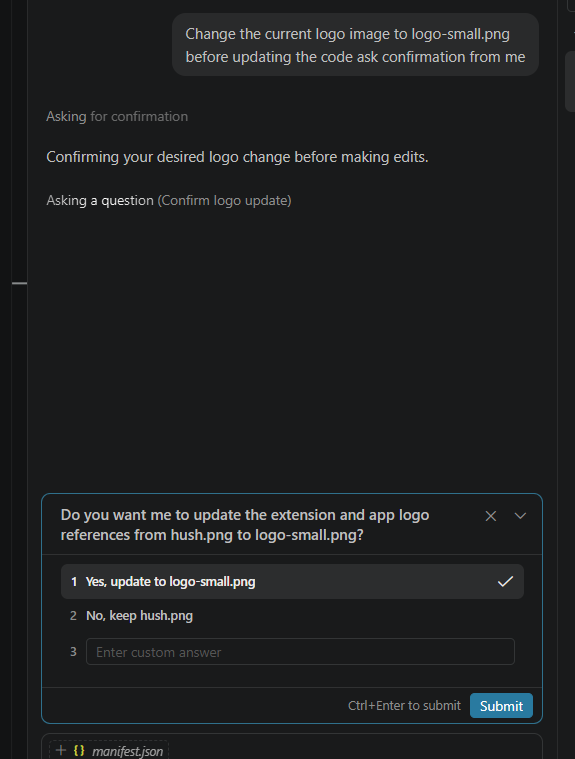 Change the current logo image to logo-small.png
before updating the code ask confirmation from me
Asking for confirmation
Confirming your desired logo change before making edits.
Asking a question (Confirm logo update)
Do you want me to update the extension and app logo
references from hush.png to logo-small.png?
1 Yes, update to logo-small.png
2 No, keep hush.png
3 Enter custom answer
Ctrl+Enter to submit Submit
+ {} manifest.json